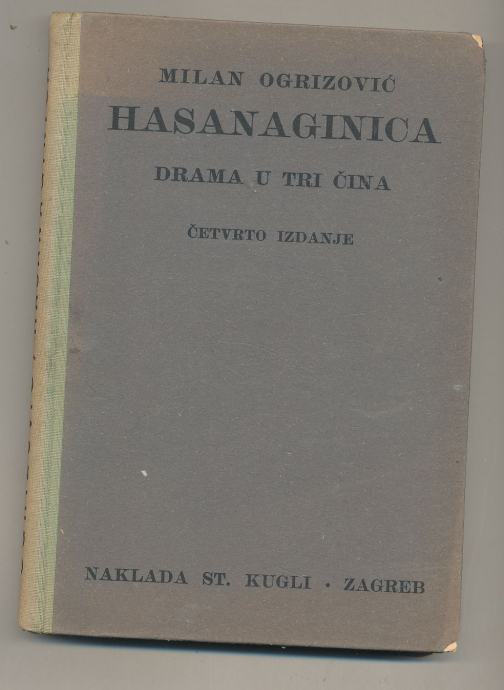 MILAN OGRIZOVIĆ
HASANAGINICA
DRAMA U TRI ČINA
ČETVRTO IZDANJE
NAKLADA ST. KUGLI · ZAGREB